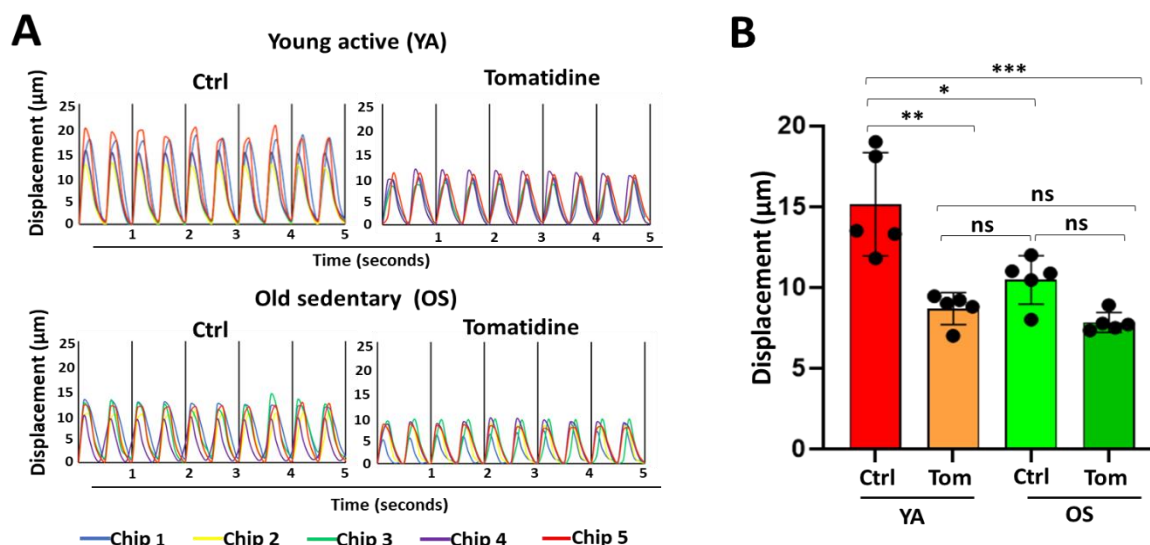 A
Young active (YA)
Ctrl
Tomatidine
Displacement (µm)
25
20
15
10
5
0
1 2 3 4 5
25
20
15
10
5
0
1 2 3 4 5
Time (seconds)
Old sedentary (OS)
Ctrl
Tomatidine
Displacement (µm)
25
20
15
10
5
0
1 2 3 4 5
25
20
15
10
5
0
1 2 3 4 5
Time (seconds)
Chip 1 Chip 2 Chip 3 Chip 4 Chip 5
B
***
*
**
ns
ns ns
Displacement (µm)
20
15
10
5
0
Ctrl Tom Ctrl Tom
YA OS